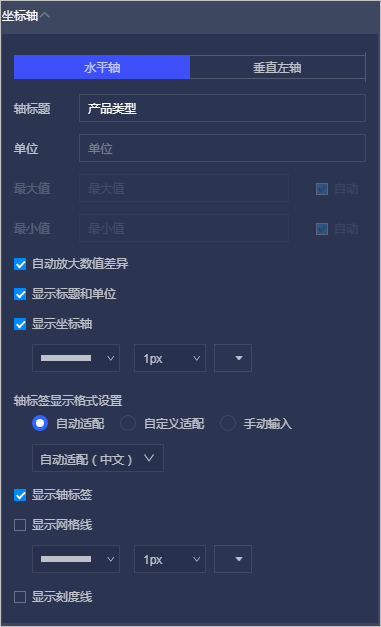 坐标轴
水平轴 垂直左轴
轴标题 产品类型
单位 单位
最大值 最大值 自动
最小值 最小值 自动
自动放大数值差异
显示标题和单位
显示坐标轴
1px
轴标签显示格式设置
自动适配 自定义适配 手动输入
自动适配（中文）
显示轴标签
显示网格线
1px
显示刻度线